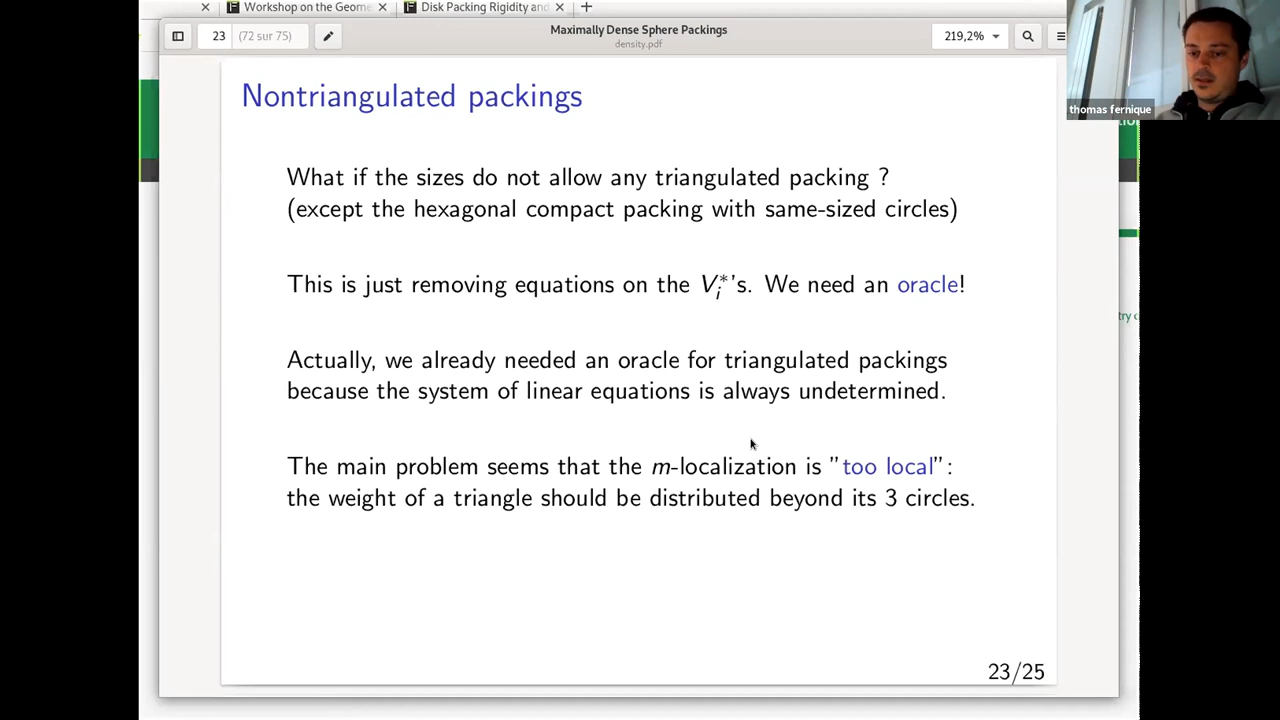 Workshop on the Geome
Disk Packing Rigidity and
23
(72 sur 75)
Maximally Dense Sphere Packings
density.pdf
219,2%
thomas fernique
Nontriangulated packings
What if the sizes do not allow any triangulated packing ?
(except the hexagonal compact packing with same-sized circles)
This is just removing equations on the V_i^*'s. We need an oracle!
Actually, we already needed an oracle for triangulated packings
because the system of linear equations is always undetermined.
The main problem seems that the m-localization is "too local":
the weight of a triangle should be distributed beyond its 3 circles.
23/25